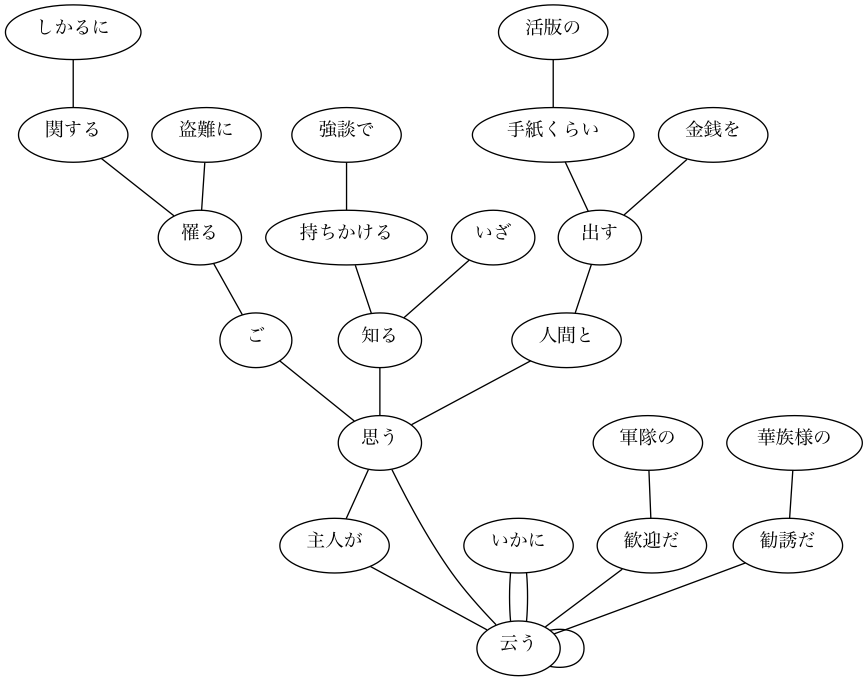 しかるに
活版の
関する
盗難に
強談で
手紙くらい
金銭を
罹る
持ちかける
いざ
出す
ご
知る
人間と
思う
軍隊の
華族様の
主人が
いかに
歓迎だ
勧誘だ
云う